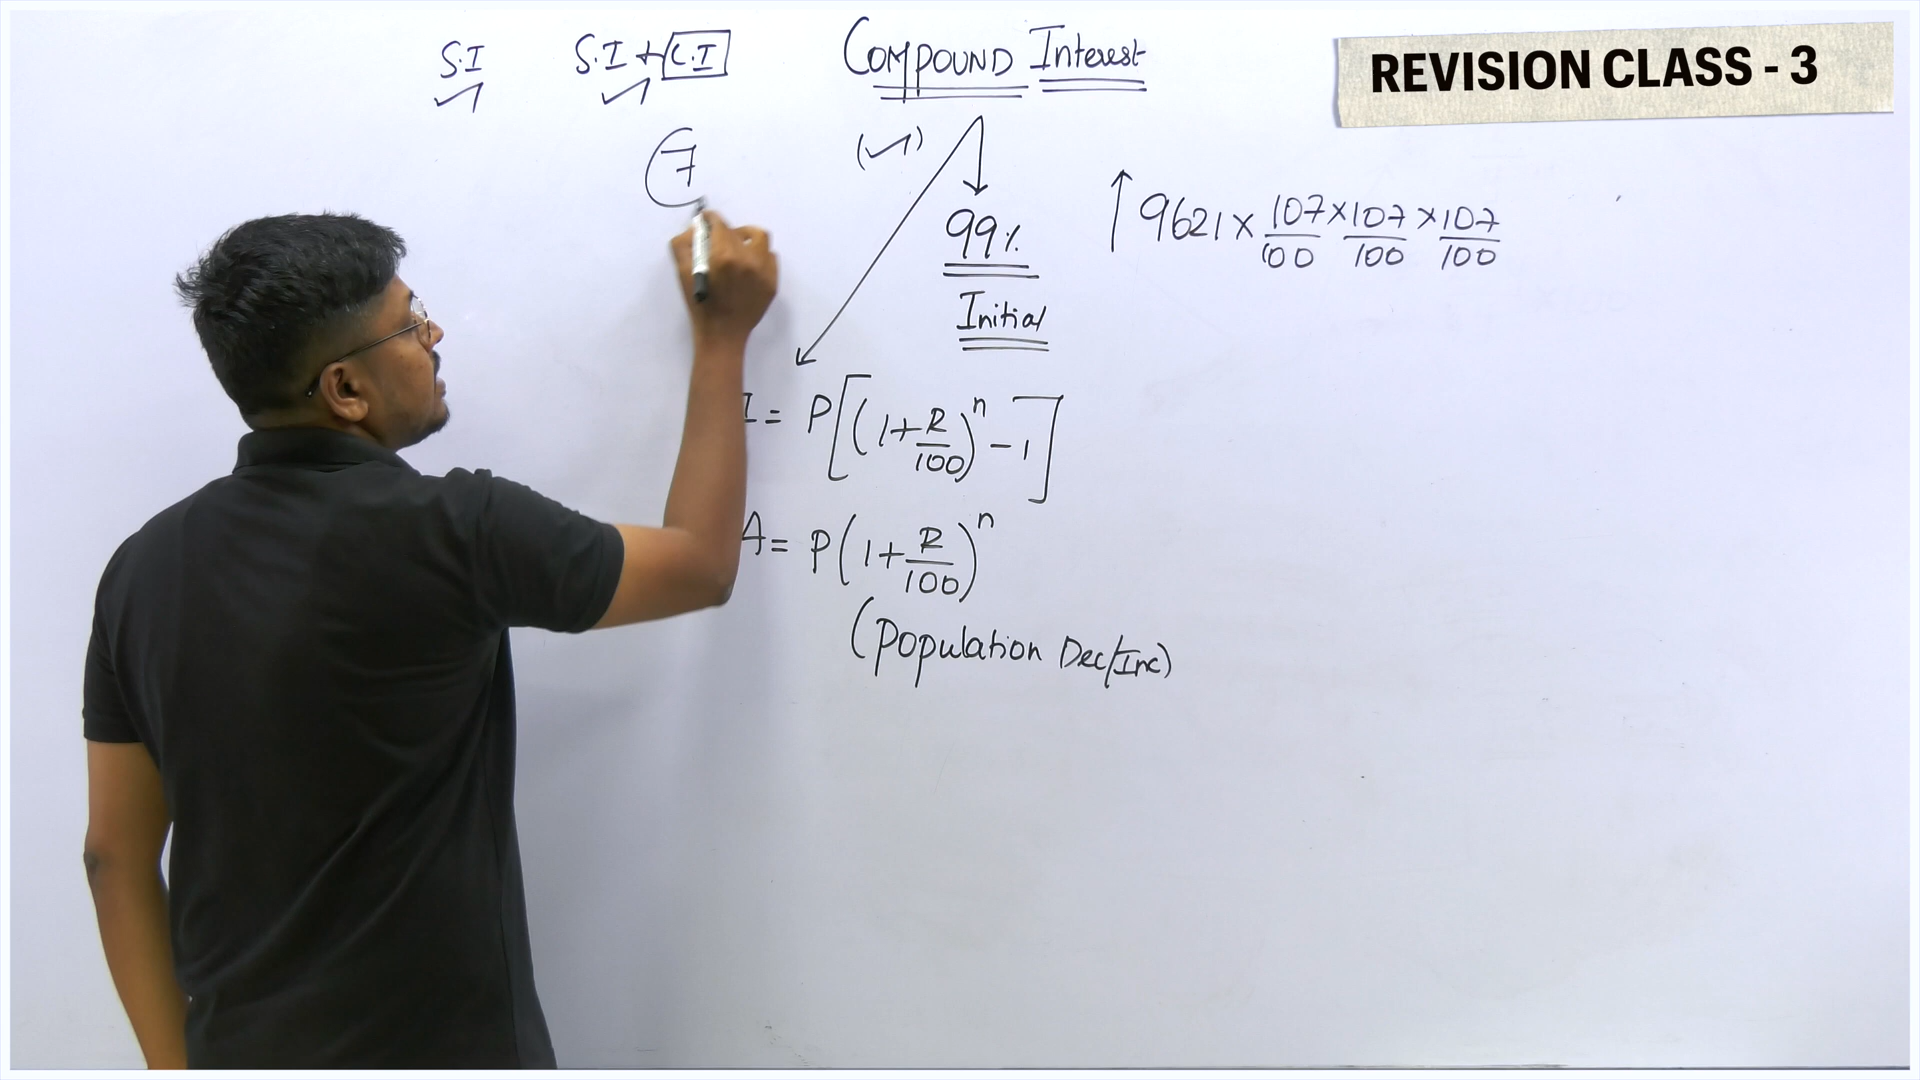 S.I S.I + C.I COMPOUND Interest
REVISION CLASS - 3
7
(✓)
99%
Initial
↑ 9621 × 107/100 × 107/100 × 107/100
I = P[(1+R/100)^n - 1]
A = P(1+R/100)^n
(Population Dec/Inc)